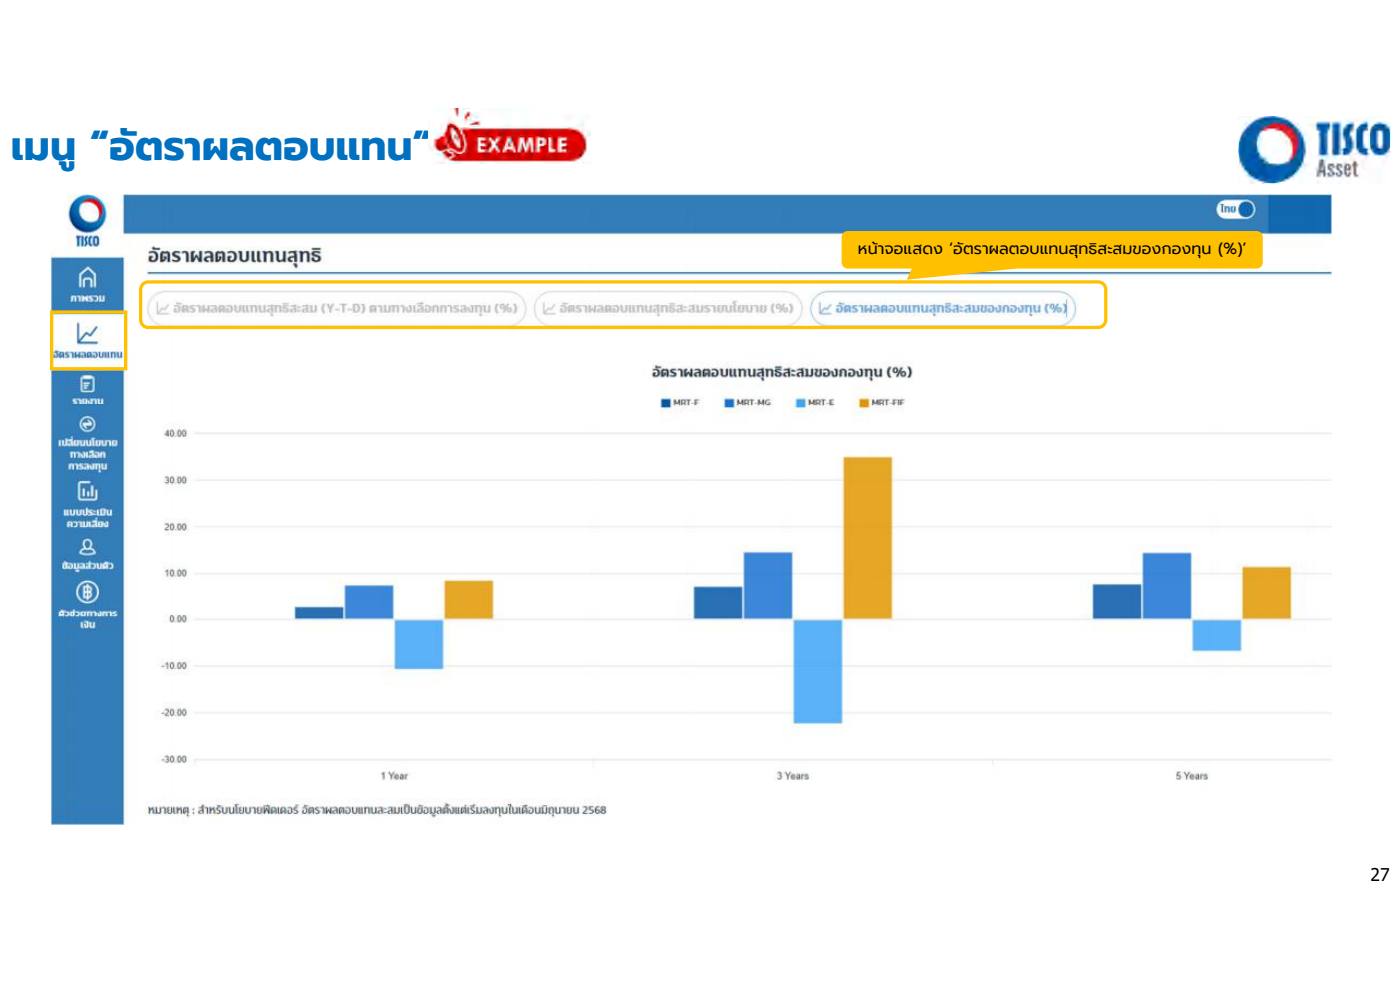 เมนู “อัตราผลตอบแทน“
EXAMPLE
TISCO
Asset
TISCO
ไทย
หน้าจอแสดง ‘อัตราผลตอบแทนสุทธิสะสมของกองทุน (%)’
อัตราผลตอบแทนสุทธิ
ภาพรวม
อัตราผลตอบแทน
รายงาน
เปลี่ยนนโยบาย
ทางเลือก
การลงทุน
แบบประเมิน
ความเสี่ยง
ข้อมูลส่วนตัว
ตัวช่วยทางการ
เงิน
อัตราผลตอบแทนสุทธิสะสม (Y-T-D) ตามทางเลือกการลงทุน (%)
อัตราผลตอบแทนสุทธิสะสมรายนโยบาย (%)
อัตราผลตอบแทนสุทธิสะสมของกองทุน (%)
อัตราผลตอบแทนสุทธิสะสมของกองทุน (%)
MRT-F MRT-MG MRT-E MRT-FIF
40.00
30.00
20.00
10.00
0.00
-10.00
-20.00
-30.00
1 Year 3 Years 5 Years
หมายเหตุ : สำหรับนโยบายฟีดเดอร์ อัตราผลตอบแทนสะสมเป็นข้อมูลตั้งแต่เริ่มลงทุนในเดือนมิถุนายน 2568
27